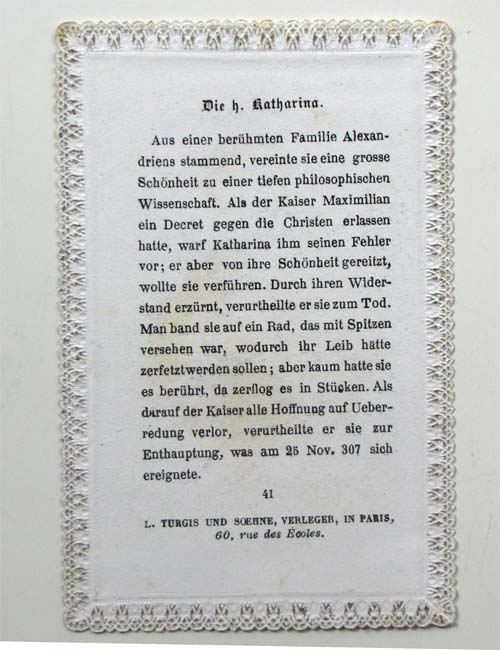 Die h. Katharina.
Aus einer berühmten Familie Alexan-
driens stammend, vereinte sie eine grosse
Schönheit zu einer tiefen philosophischen
Wissenschaft. Als der Kaiser Maximilian
ein Decret gegen die Christen erlassen
hatte, warf Katharina ihm seinen Fehler
vor; er aber von ihre Schönheit gereitzt,
wollte sie verführen. Durch ihren Wider-
stand erzürnt, verurtheilte er sie zum Tod.
Man band sie auf ein Rad, das mit Spitzen
versehen war, wodurch ihr Leib hätte
zerfetztwerden sollen; aber kaum hatte sie
es berührt, da zerflog es in Stücken. Als
darauf der Kaiser alle Hoffnung auf Ueber-
redung verlor, verurtheilte er sie zur
Enthauptung, was am 25 Nov. 307 sich
ereignete.
41
L. TURGIS UND SŒHNE, VERLEGER, IN PARIS,
60, rue des Écoles.